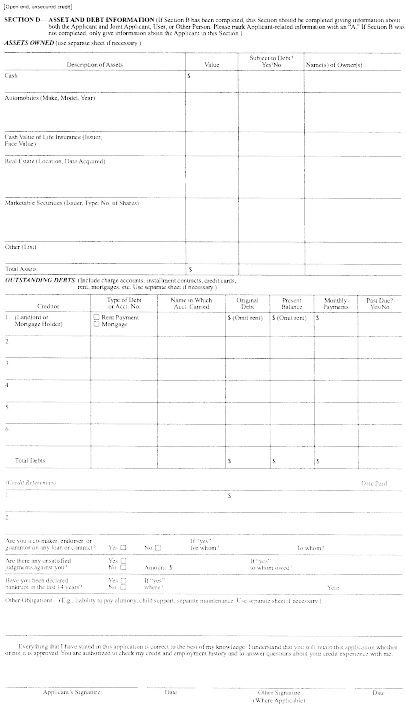 [Open end, unsecured credit]
SECTION D— ASSET AND DEBT INFORMATION (If Section B has been completed, this Section should be completed giving information about
both the Applicant and Joint Applicant, User, or Other Person. Please mark Applicant-related information with an "A." If Section B was
not completed, only give information about the Applicant in this Section.)
ASSETS OWNED (use separate sheet if necessary.)
Description of Assets Value Subject to Debt? Yes/No Name(s) of Owner(s)
Cash $
Automobiles (Make, Model, Year)
Cash Value of Life Insurance (Issuer,
Face Value)
Real Estate (Location, Date Acquired)
Marketable Securities (Issuer, Type, No. of Shares)
Other (List)
Total Assets $
OUTSTANDING DEBTS (Include charge accounts, installment contracts, credit cards,
rent, mortgages, etc. Use separate sheet if necessary.)
Creditor Type of Debt or Acct. No. Name in Which Acct. Carried Original Debt Present Balance Monthly Payments Past Due? Yes/No
1. (Landlord or Mortgage Holder) ☐ Rent Payment ☐ Mortgage $ (Omit rent) $ (Omit rent) $
2.
3.
4.
5.
6.
Total Debts $ $ $
(Credit References) Date Paid
1. $
2.
Are you a co-maker, endorser, or guarantor on any loan or contract? Yes ☐ No ☐ If "yes" for whom? To whom?
Are there any unsatisfied judgments against you? Yes ☐ No ☐ Amount $ If "yes" to whom owed?
Have you been declared bankrupt in the last 14 years? Yes ☐ No ☐ If "yes" where? Year
Other Obligations— (E.g., liability to pay alimony, child support, separate maintenance. Use separate sheet if necessary.)
Everything that I have stated in this application is correct to the best of my knowledge. I understand that you will retain this application whether
or not it is approved. You are authorized to check my credit and employment history and to answer questions about your credit experience with me.
Applicant's Signature Date Other Signature Date
(Where Applicable)